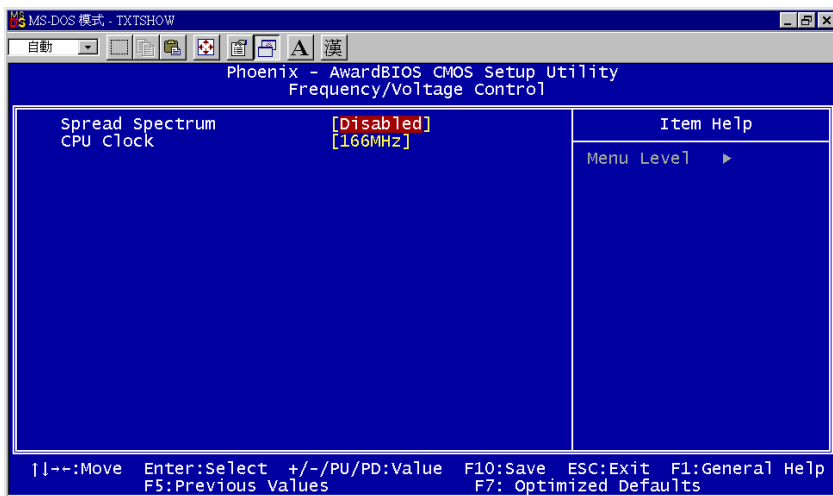 MS-DOS 模式 - TXTSHOW
自動 A 漢
Phoenix - AwardBIOS CMOS Setup Utility
Frequency/Voltage Control
Spread Spectrum [Disabled]
CPU Clock [166MHz]
Item Help
Menu Level ▶
↑↓→←:Move Enter:Select +/-/PU/PD:Value F10:Save ESC:Exit F1:General Help
F5:Previous Values F7: Optimized Defaults